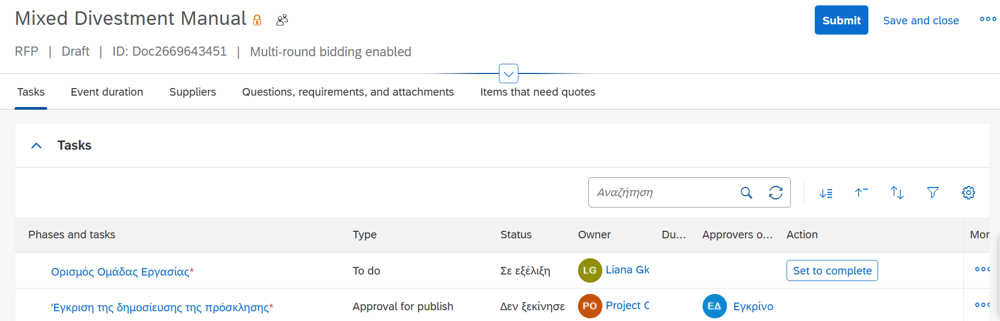 Mixed Divestment Manual
Submit
Save and close
RFP | Draft | ID: Doc2669643451 | Multi-round bidding enabled
Tasks
Event duration
Suppliers
Questions, requirements, and attachments
Items that need quotes
Tasks
Αναζήτηση
Phases and tasks
Type
Status
Owner
Du...
Approvers o...
Action
Mor
Ορισμός Ομάδας Εργασίας*
To do
Σε εξέλιξη
LG
Liana Gk
Set to complete
'Εγκριση της δημοσίευσης της πρόσκλησης*
Approval for publish
Δεν ξεκίνησε
PO
Project C
ΕΔ
Εγκρίνο